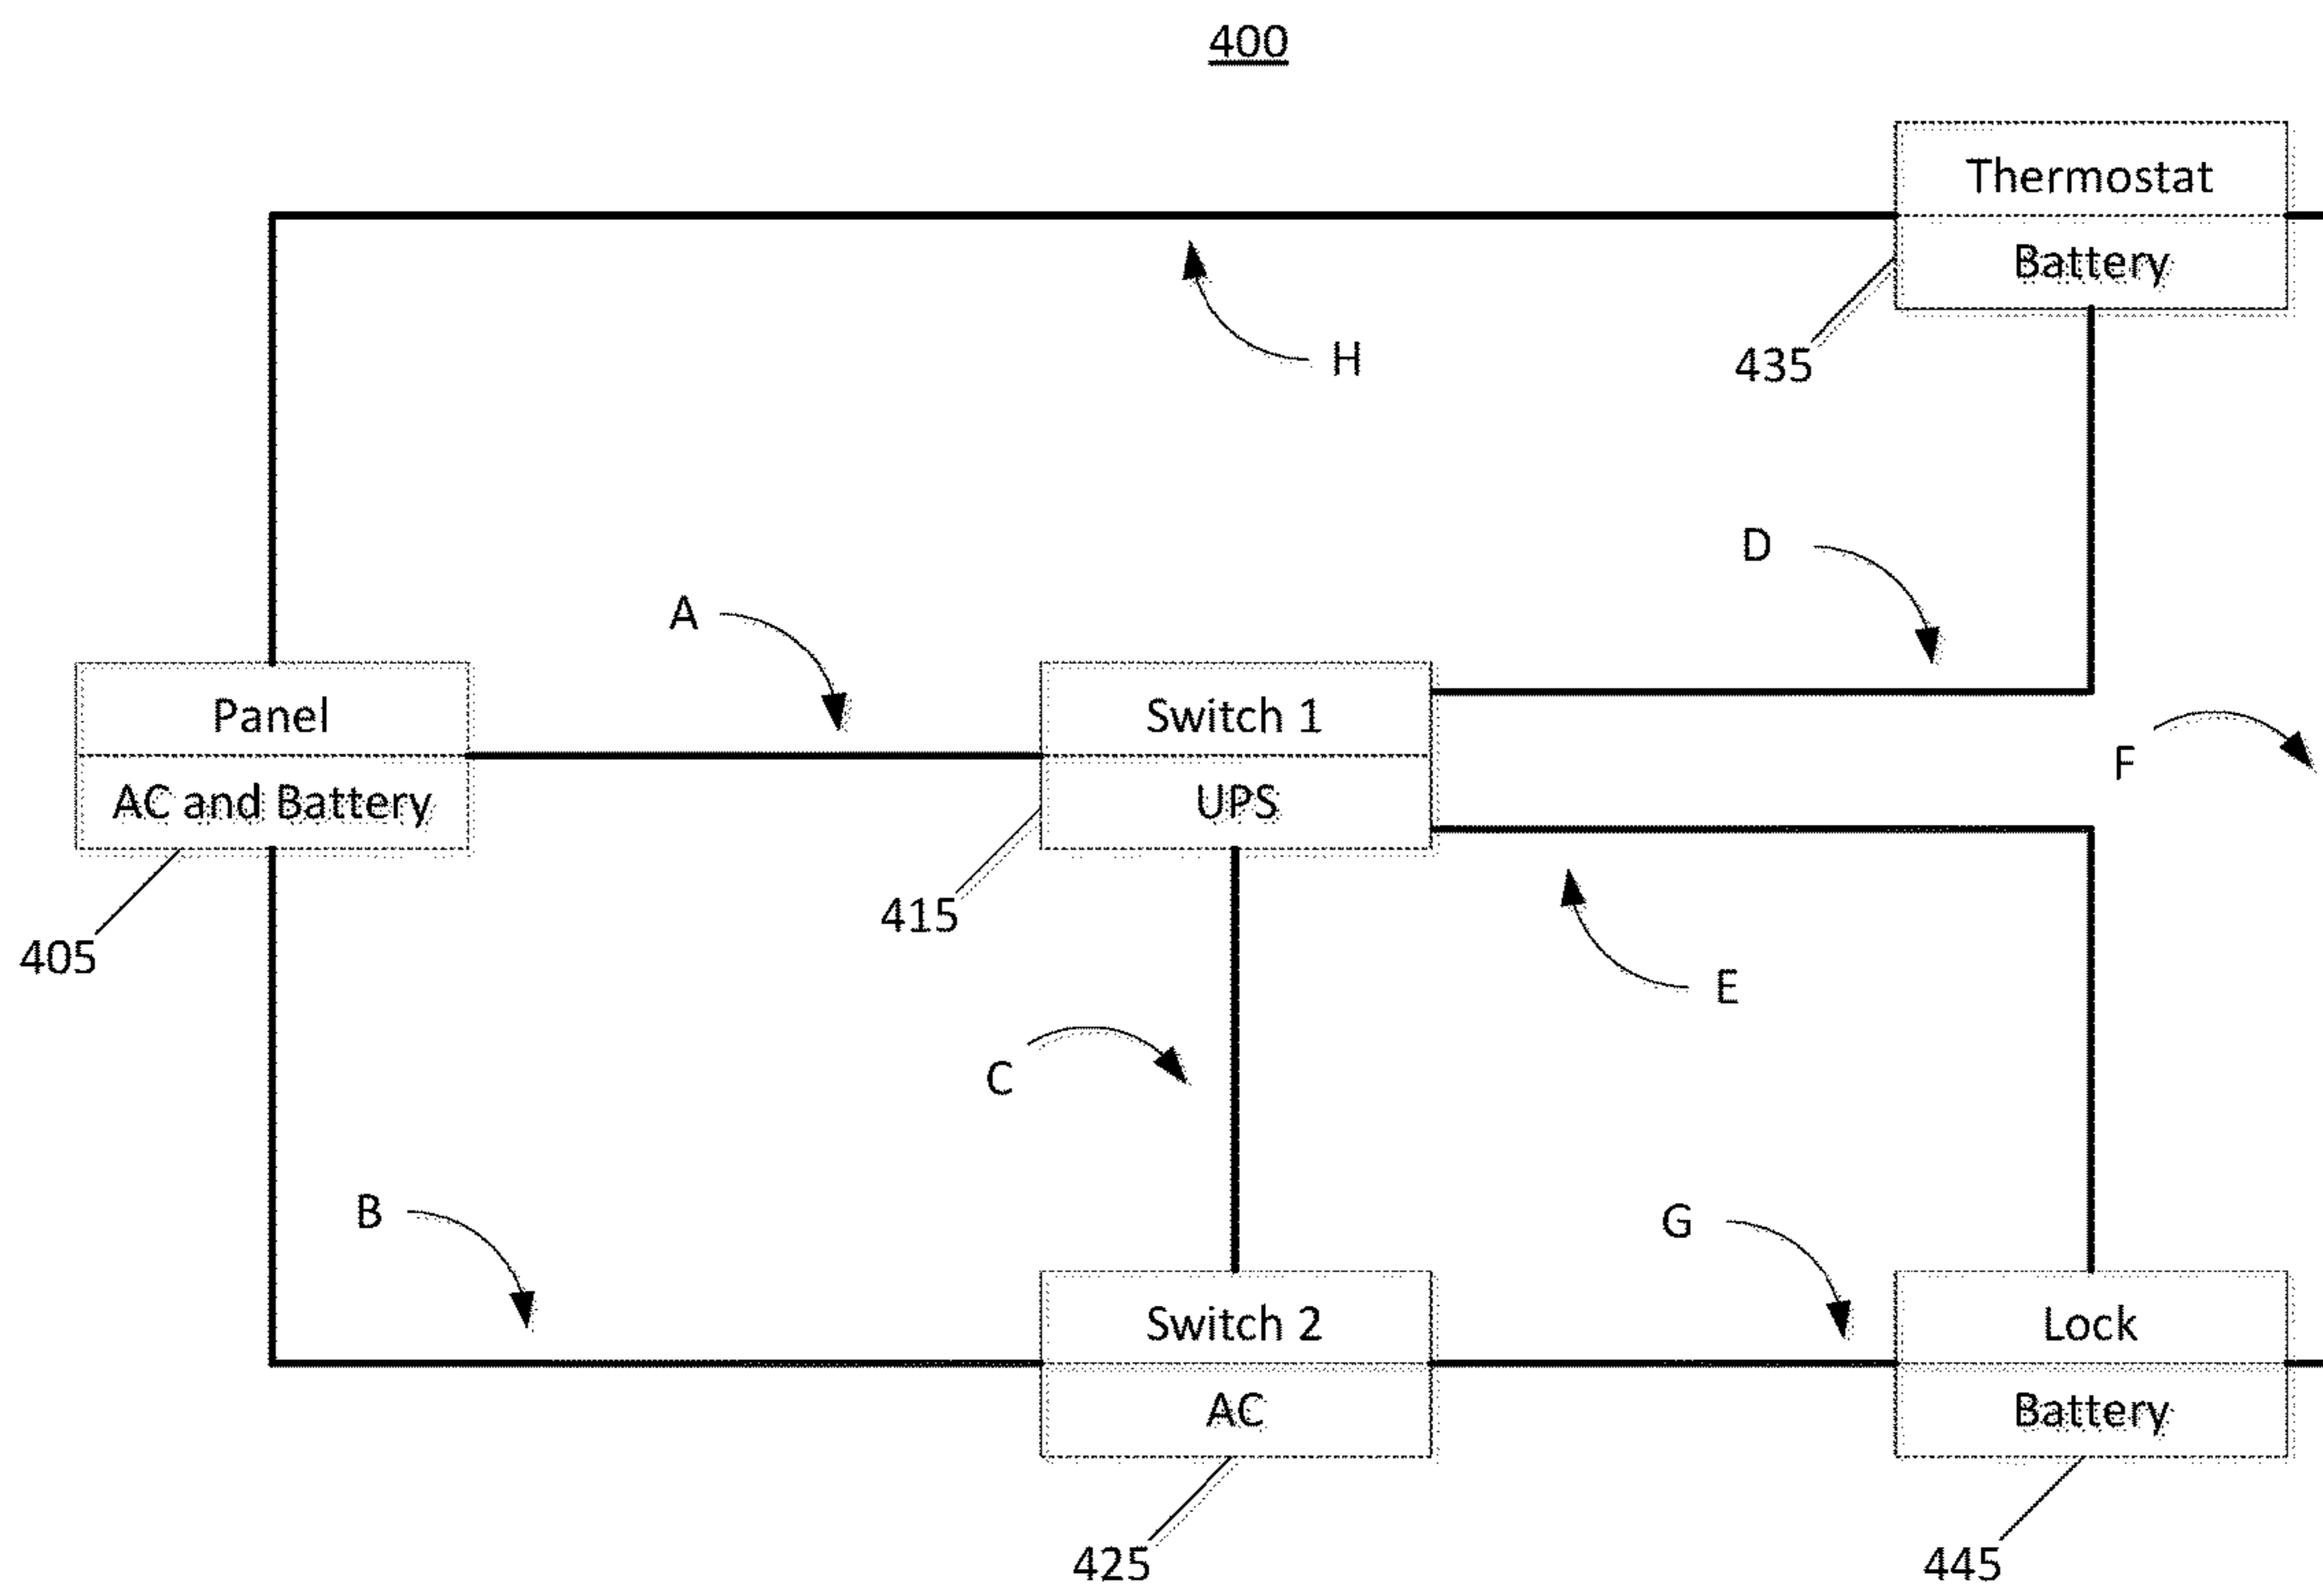 400
Thermostat
Battery
435
H
D
A
F
Panel
AC and Battery
405
Switch 1
UPS
415
E
C
B
G
Switch 2
AC
425
Lock
Battery
445